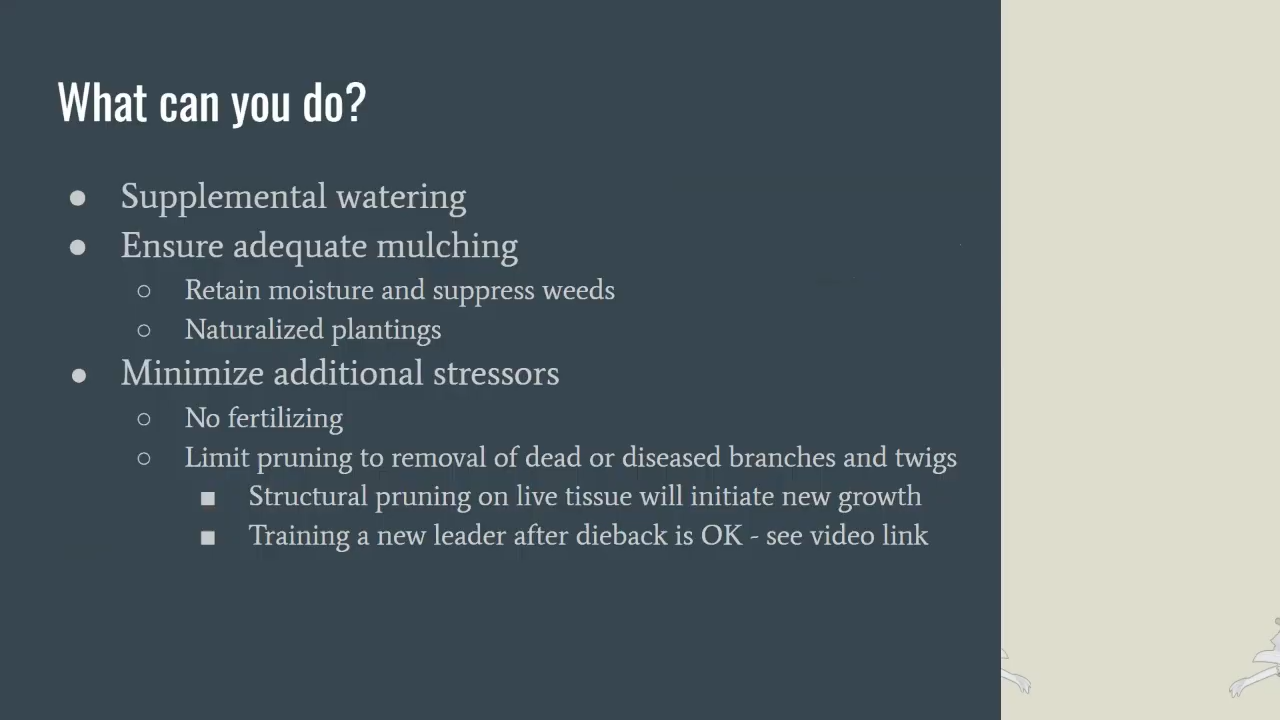 What can you do?
● Supplemental watering
● Ensure adequate mulching
○ Retain moisture and suppress weeds
○ Naturalized plantings
● Minimize additional stressors
○ No fertilizing
○ Limit pruning to removal of dead or diseased branches and twigs
■ Structural pruning on live tissue will initiate new growth
■ Training a new leader after dieback is OK - see video link